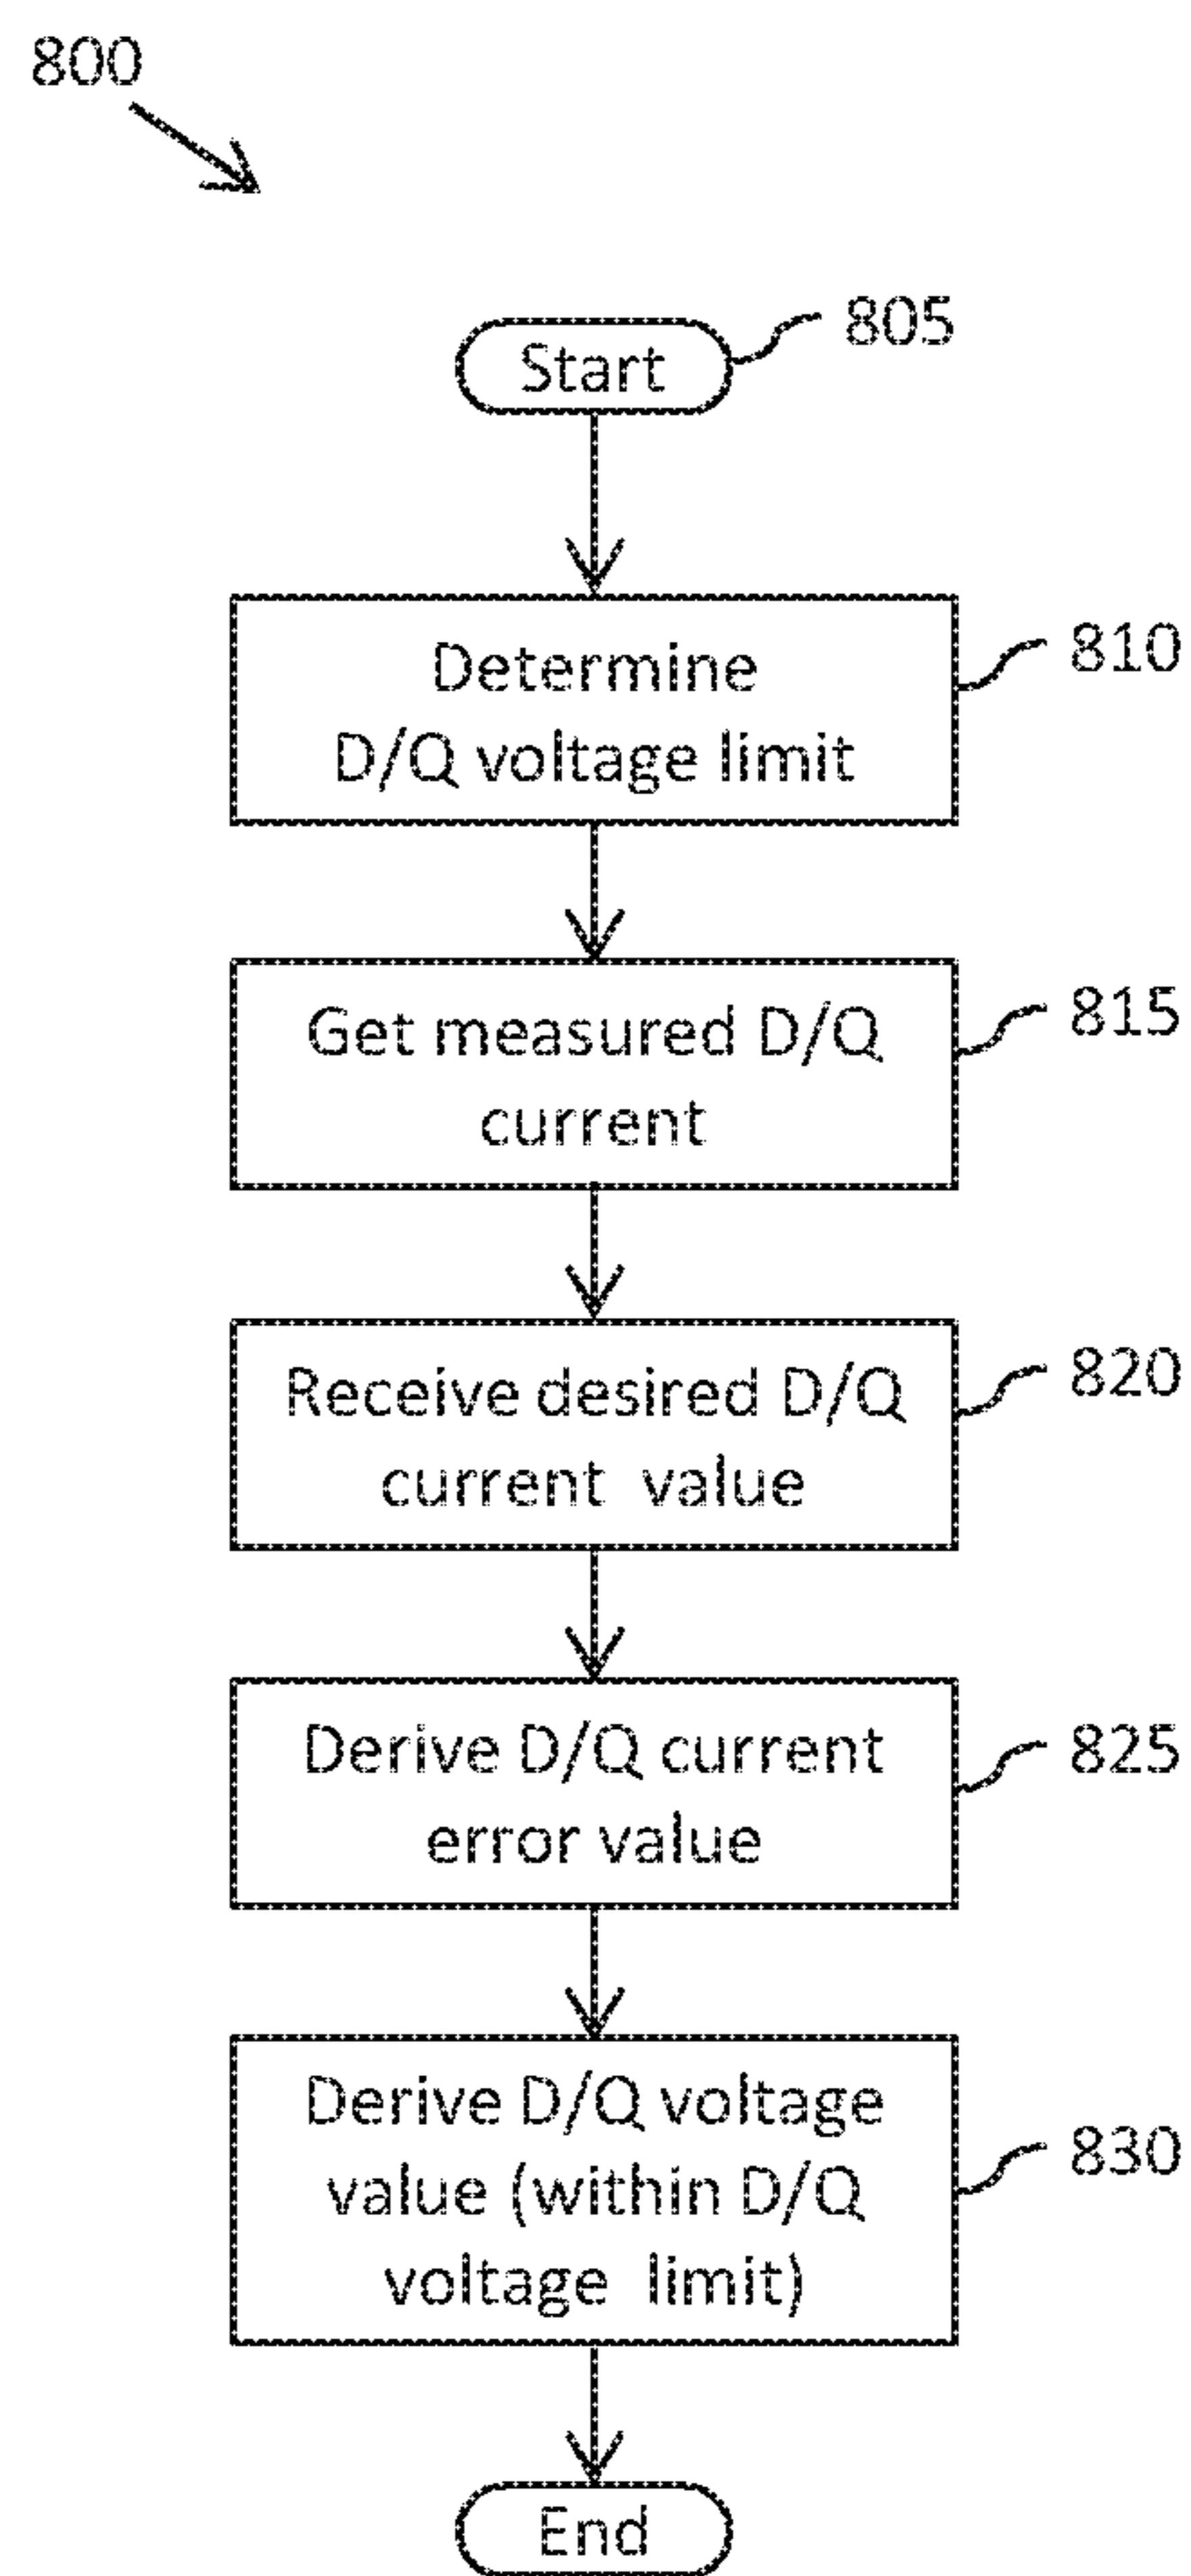 800
Start
805
Determine
810
D/Q voltage limit
Get measured D/Q
815
current
Receive desired D/Q
820
current value
Derive D/Q current
825
error value
Derive D/Q voltage
value (within D/Q
830
voltage limit)
End